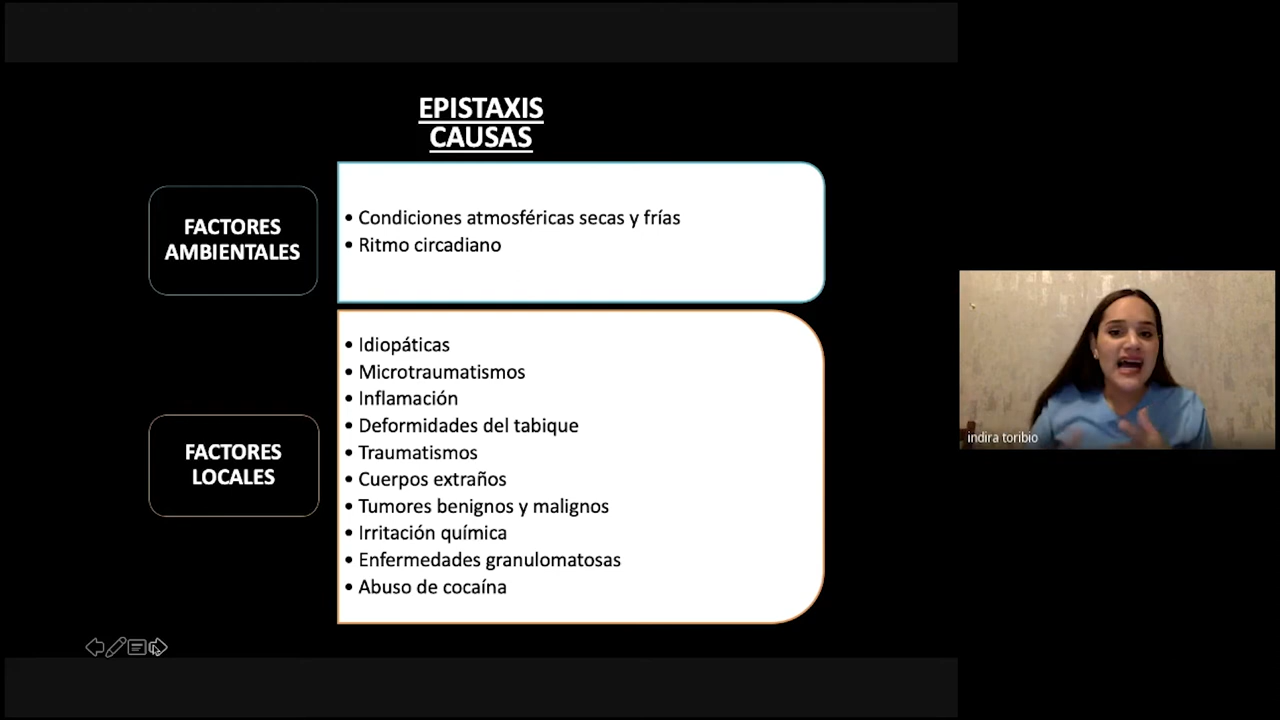 EPISTAXIS
CAUSAS
FACTORES
AMBIENTALES
• Condiciones atmosféricas secas y frías
• Ritmo circadiano
FACTORES
LOCALES
• Idiopáticas
• Microtraumatismos
• Inflamación
• Deformidades del tabique
• Traumatismos
• Cuerpos extraños
• Tumores benignos y malignos
• Irritación química
• Enfermedades granulomatosas
• Abuso de cocaína
indira toribio